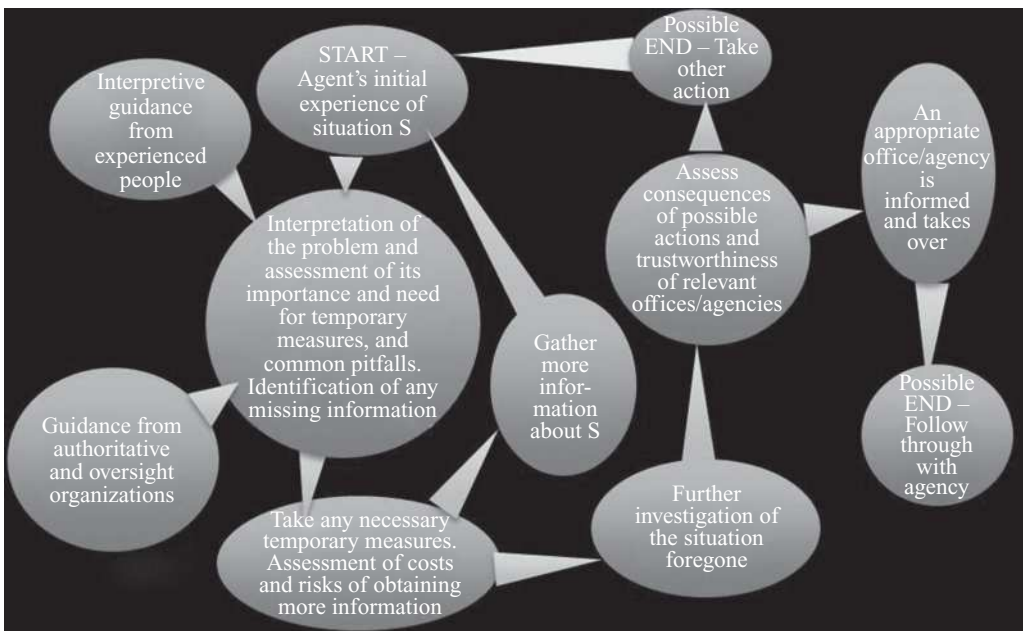 START –
Agent's initial
experience of
situation S
Possible
END – Take
other
action
Interpretive
guidance
from
experienced
people
An
appropriate
office/agency
is
informed
and takes
over
Assess
consequences
of possible
actions and
trustworthiness
of relevant
offices/agencies
Interpretation of
the problem and
assessment of its
importance and need
for temporary
measures, and
common pitfalls.
Identification of any
missing information
Gather
more
infor-
mation
about S
Possible
END –
Follow
through
with
agency
Guidance from
authoritative
and oversight
organizations
Further
investigation of
the situation
foregone
Take any necessary
temporary measures.
Assessment of costs
and risks of obtaining
more information